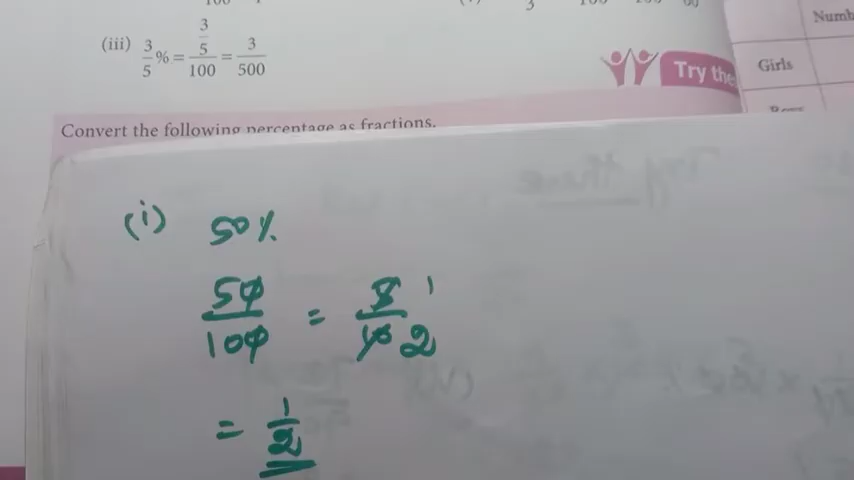 (iii) 3/5 % = 3/5/100 = 3/500
Numb
Try the
Girls
Convert the following percentage as fractions.
(i) 50%
50/100 = 5/10 1 2
= 1/2